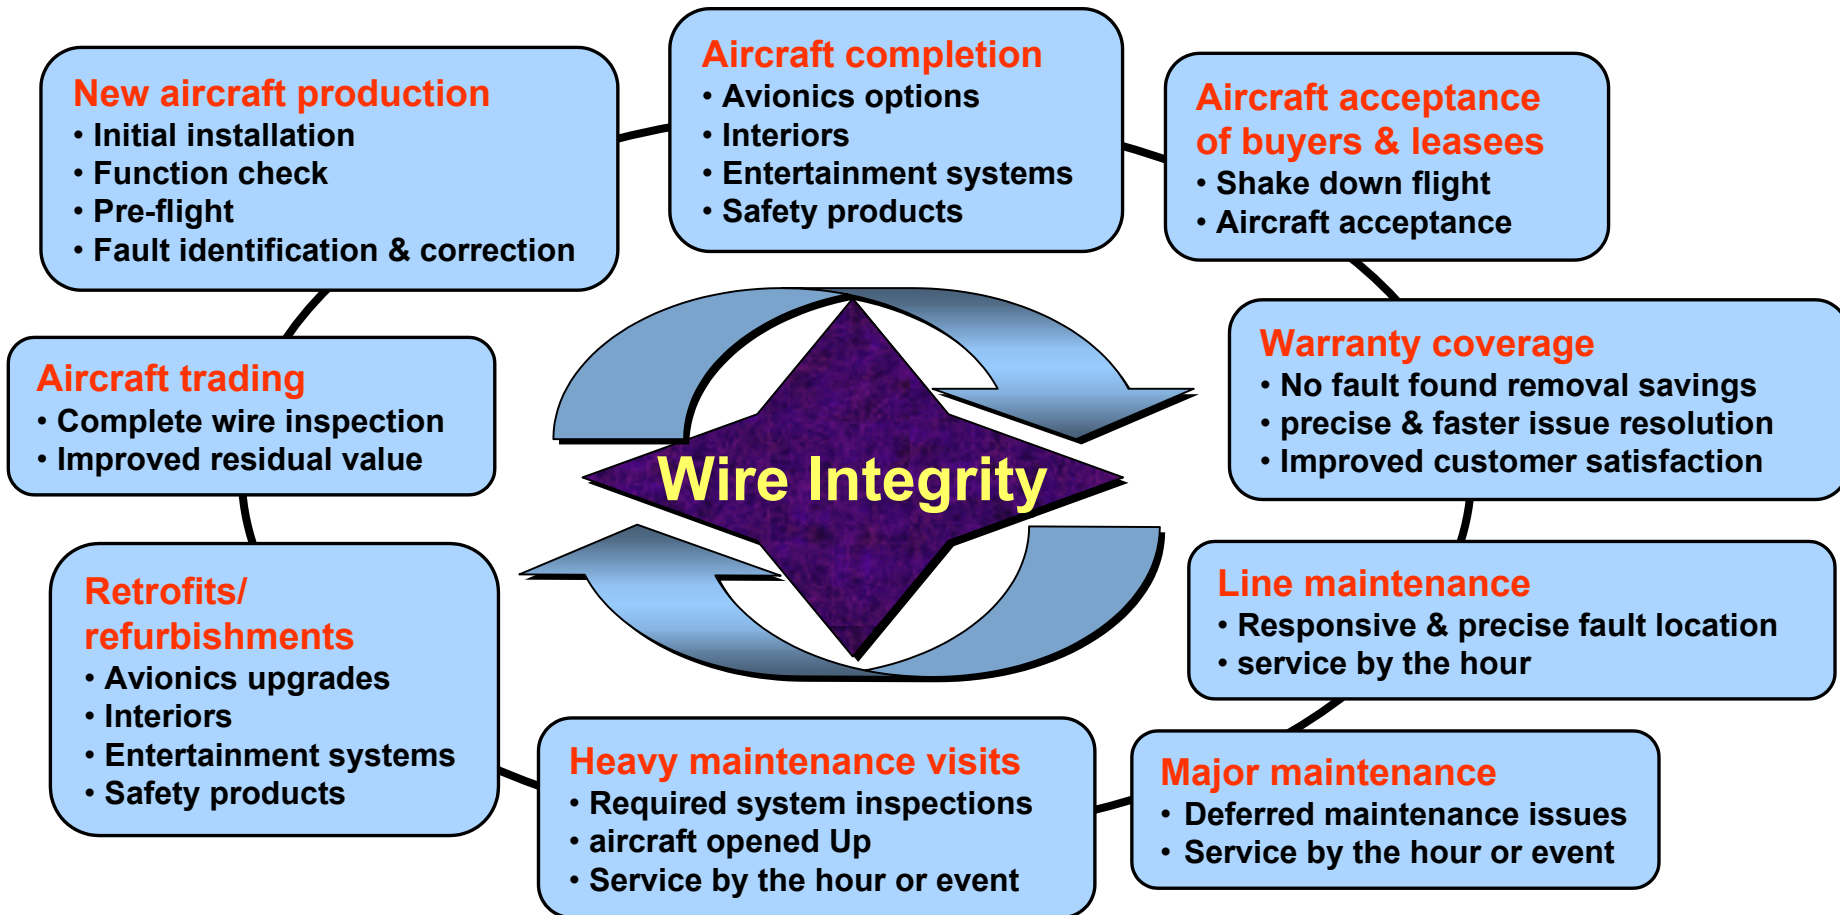 New aircraft production
• Initial installation
• Function check
• Pre-flight
• Fault identification & correction
Aircraft completion
• Avionics options
• Interiors
• Entertainment systems
• Safety products
Aircraft acceptance
of buyers & leasees
• Shake down flight
• Aircraft acceptance
Warranty coverage
• No fault found removal savings
• precise & faster issue resolution
• Improved customer satisfaction
Line maintenance
• Responsive & precise fault location
• service by the hour
Major maintenance
• Deferred maintenance issues
• Service by the hour or event
Heavy maintenance visits
• Required system inspections
• aircraft opened Up
• Service by the hour or event
Retrofits/
refurbishments
• Avionics upgrades
• Interiors
• Entertainment systems
• Safety products
Aircraft trading
• Complete wire inspection
• Improved residual value
Wire Integrity